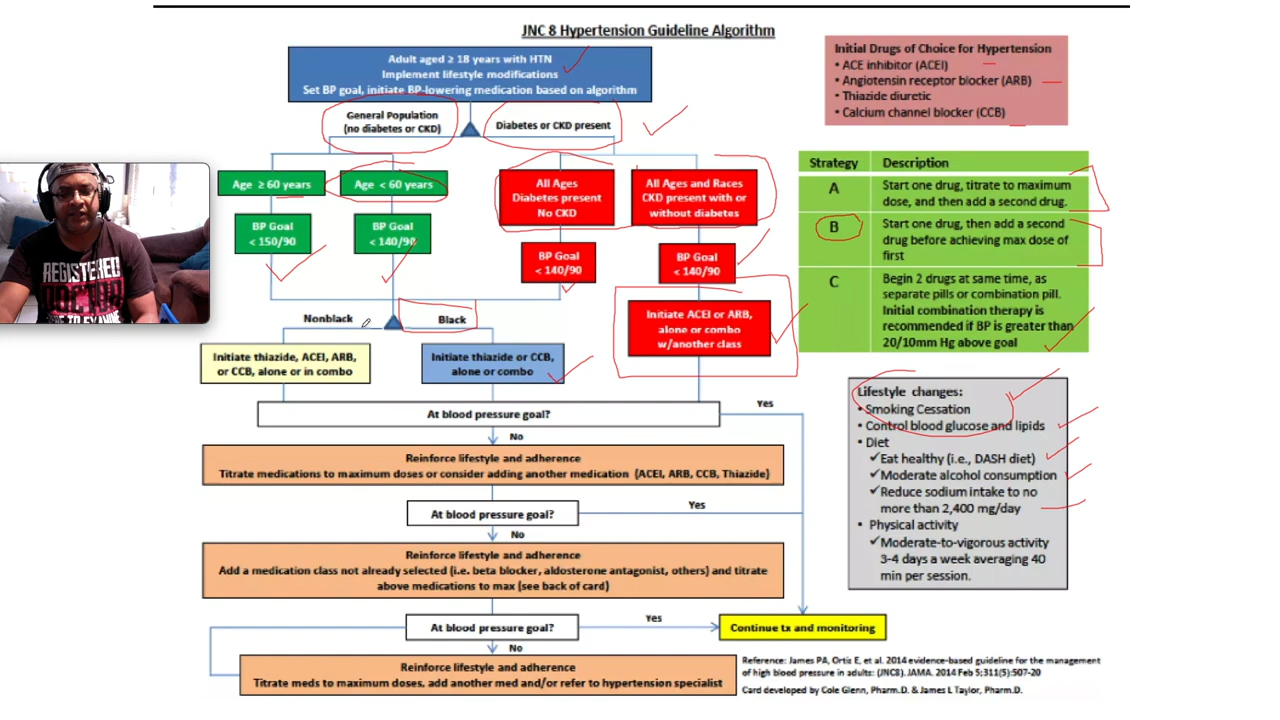 JNC 8 Hypertension Guideline Algorithm
Adult aged ≥ 18 years with HTN
Implement lifestyle modifications
Set BP goal, initiate BP-lowering medication based on algorithm
General Population
(no diabetes or CKD)
Diabetes or CKD present
Age ≥ 60 years
Age < 60 years
All Ages
Diabetes present
No CKD
All Ages and Races
CKD present with or
without diabetes
BP Goal
< 150/90
BP Goal
< 140/90
BP Goal
< 140/90
BP Goal
< 140/90
Nonblack
Black
Initiate thiazide, ACEI, ARB,
or CCB, alone or in combo
Initiate thiazide or CCB,
alone or combo
Initiate ACEI or ARB,
alone or combo
w/another class
At blood pressure goal?
Yes
No
Reinforce lifestyle and adherence
Titrate medications to maximum doses or consider adding another medication (ACEI, ARB, CCB, Thiazide)
At blood pressure goal?
Yes
No
Reinforce lifestyle and adherence
Add a medication class not already selected (i.e. beta blocker, aldosterone antagonist, others) and titrate
above medications to max (see back of card)
At blood pressure goal?
Yes
Continue tx and monitoring
No
Reinforce lifestyle and adherence
Titrate meds to maximum doses, add another med and/or refer to hypertension specialist
Initial Drugs of Choice for Hypertension
• ACE inhibitor (ACEI)
• Angiotensin receptor blocker (ARB)
• Thiazide diuretic
• Calcium channel blocker (CCB)
Strategy Description
A Start one drug, titrate to maximum
dose, and then add a second drug.
B Start one drug, then add a second
drug before achieving max dose of
first
C Begin 2 drugs at same time, as
separate pills or combination pill.
Initial combination therapy is
recommended if BP is greater than
20/10mm Hg above goal
Lifestyle changes:
• Smoking Cessation
• Control blood glucose and lipids
• Diet
✓Eat healthy (i.e., DASH diet)
✓Moderate alcohol consumption
✓Reduce sodium intake to no
more than 2,400 mg/day
• Physical activity
✓Moderate-to-vigorous activity
3-4 days a week averaging 40
min per session.
Reference: James PA, Ortiz E, et al. 2014 evidence-based guideline for the management
of high blood pressure in adults: (JNC8). JAMA. 2014 Feb 5;311(5):507-20
Card developed by Cole Glenn, Pharm.D. & James L Taylor, Pharm.D.
REGISTERED